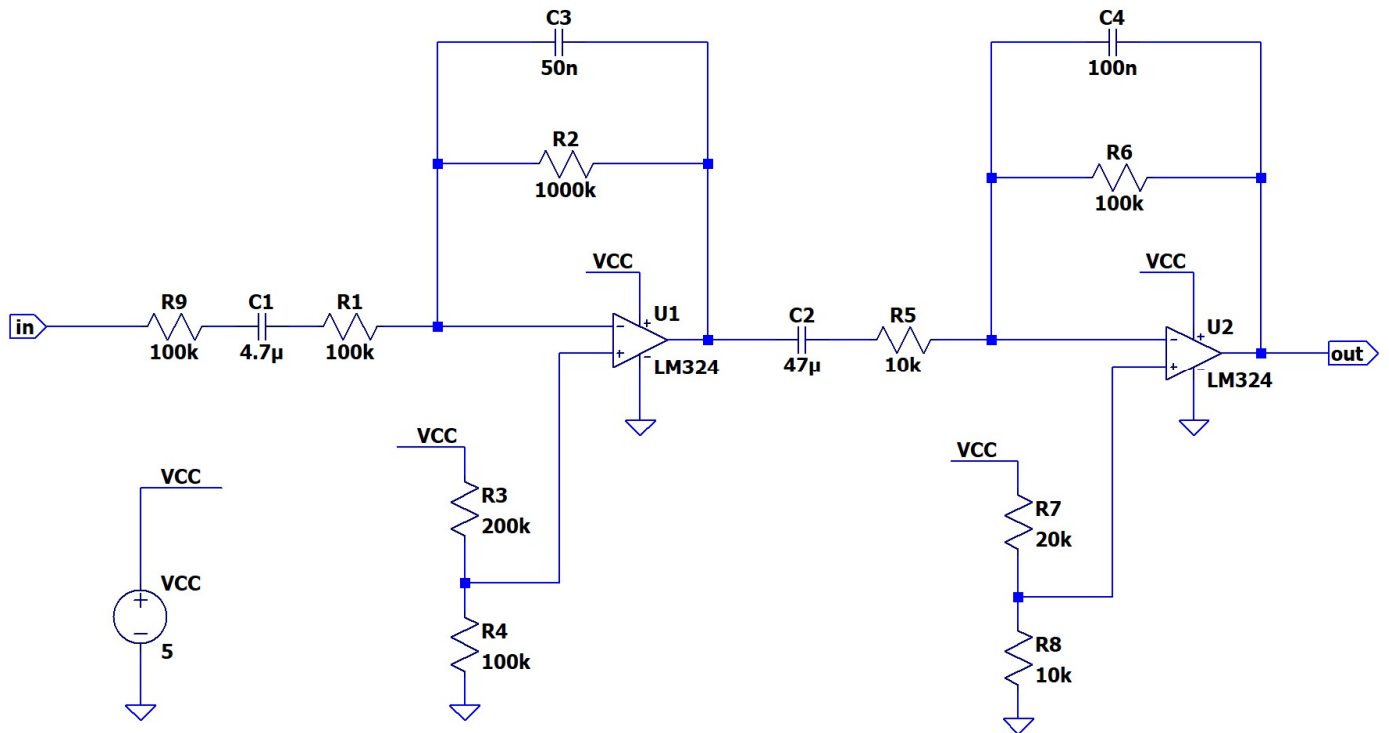 C3
50n
C4
100n
R2
1000k
R6
100k
VCC
VCC
in
R9
100k
C1
4.7µ
R1
100k
U1
LM324
C2
47µ
R5
10k
U2
LM324
out
VCC
R3
200k
R4
100k
VCC
R7
20k
R8
10k
VCC
VCC
5